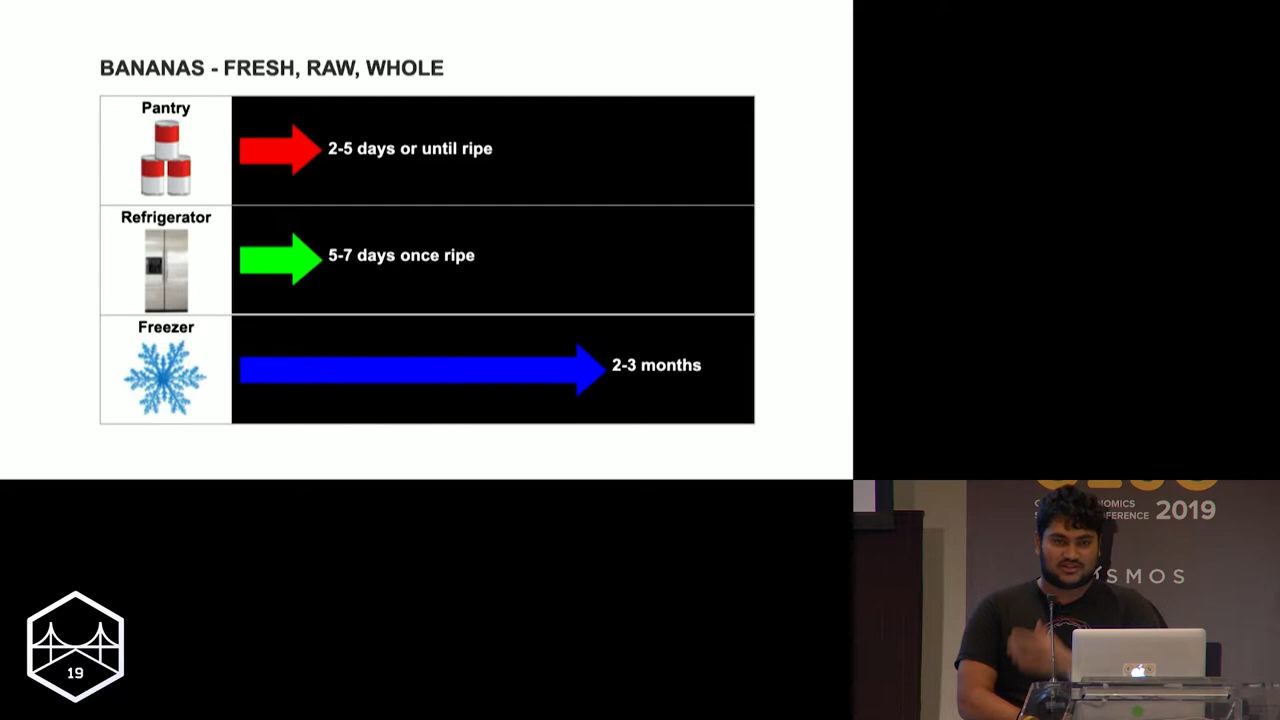 BANANAS - FRESH, RAW, WHOLE
Pantry
2-5 days or until ripe
Refrigerator
5-7 days once ripe
Freezer
2-3 months
2019
SMOS
19